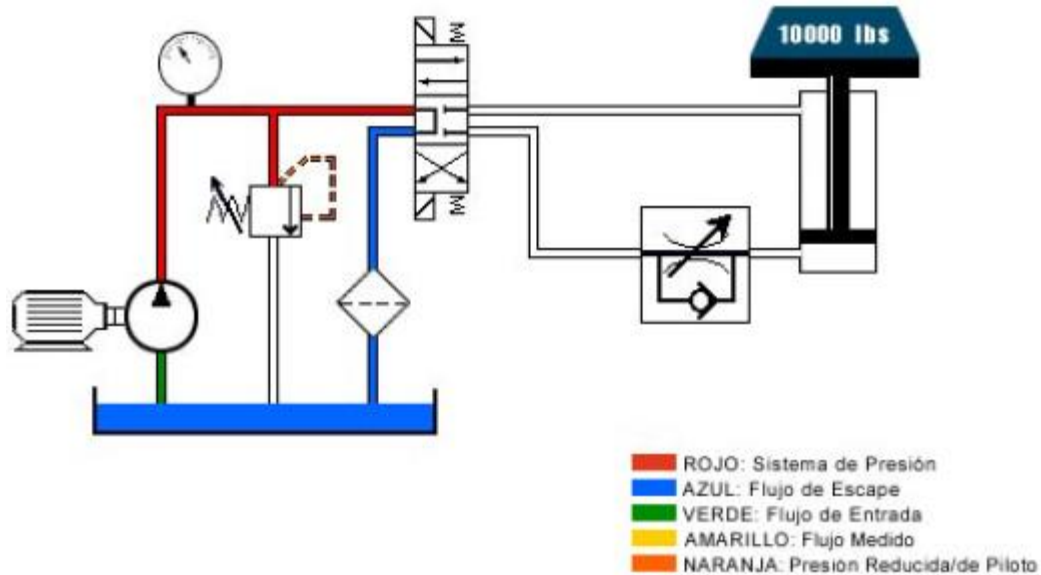 10000 lbs
ROJO: Sistema de Presión
AZUL: Flujo de Escape
VERDE: Flujo de Entrada
AMARILLO: Flujo Medido
NARANJA: Presión Reducida/de Piloto